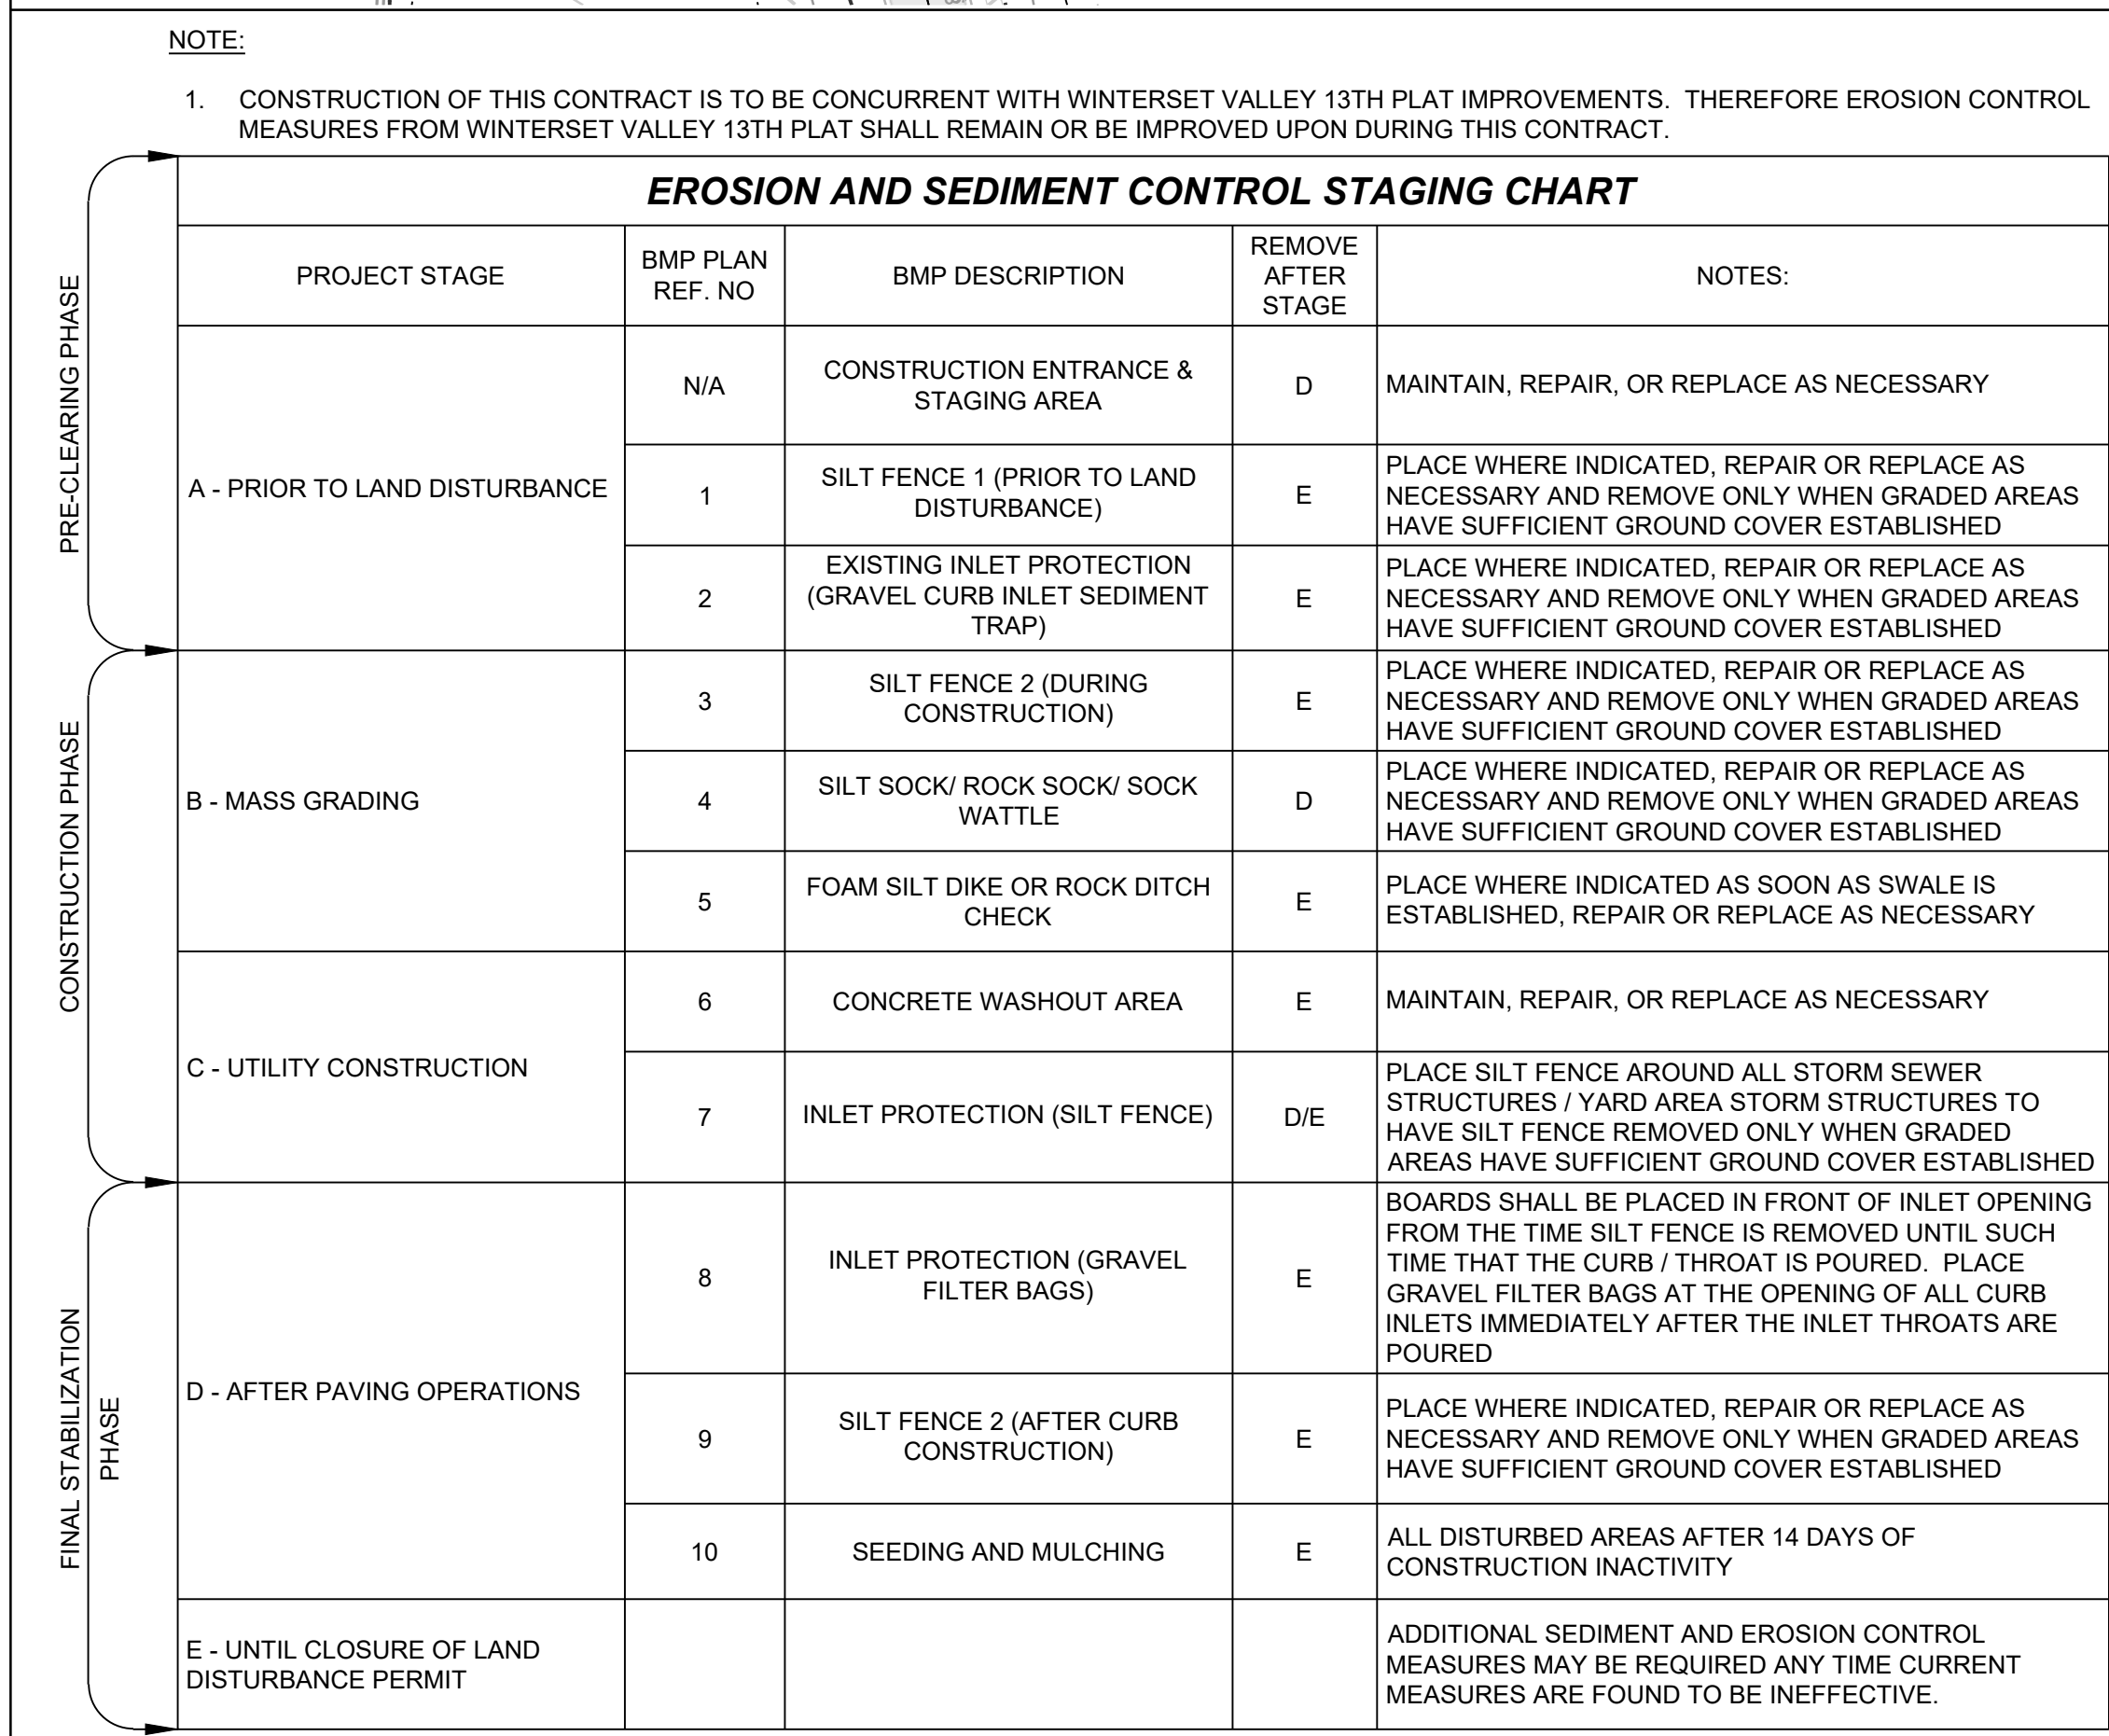 NOTE:
1. CONSTRUCTION OF THIS CONTRACT IS TO BE CONCURRENT WITH WINTERSET VALLEY 13TH PLAT IMPROVEMENTS. THEREFORE EROSION CONTROL
MEASURES FROM WINTERSET VALLEY 13TH PLAT SHALL REMAIN OR BE IMPROVED UPON DURING THIS CONTRACT.
EROSION AND SEDIMENT CONTROL STAGING CHART
PROJECT STAGE
BMP PLAN
REF. NO
BMP DESCRIPTION
REMOVE
AFTER
STAGE
NOTES:
PRE-CLEARING PHASE
A - PRIOR TO LAND DISTURBANCE
N/A
CONSTRUCTION ENTRANCE &
STAGING AREA
D
MAINTAIN, REPAIR, OR REPLACE AS NECESSARY
1
SILT FENCE 1 (PRIOR TO LAND
DISTURBANCE)
E
PLACE WHERE INDICATED, REPAIR OR REPLACE AS
NECESSARY AND REMOVE ONLY WHEN GRADED AREAS
HAVE SUFFICIENT GROUND COVER ESTABLISHED
2
EXISTING INLET PROTECTION
(GRAVEL CURB INLET SEDIMENT
TRAP)
E
PLACE WHERE INDICATED, REPAIR OR REPLACE AS
NECESSARY AND REMOVE ONLY WHEN GRADED AREAS
HAVE SUFFICIENT GROUND COVER ESTABLISHED
CONSTRUCTION PHASE
B - MASS GRADING
3
SILT FENCE 2 (DURING
CONSTRUCTION)
E
PLACE WHERE INDICATED, REPAIR OR REPLACE AS
NECESSARY AND REMOVE ONLY WHEN GRADED AREAS
HAVE SUFFICIENT GROUND COVER ESTABLISHED
4
SILT SOCK/ ROCK SOCK/ SOCK
WATTLE
D
PLACE WHERE INDICATED, REPAIR OR REPLACE AS
NECESSARY AND REMOVE ONLY WHEN GRADED AREAS
HAVE SUFFICIENT GROUND COVER ESTABLISHED
5
FOAM SILT DIKE OR ROCK DITCH
CHECK
E
PLACE WHERE INDICATED AS SOON AS SWALE IS
ESTABLISHED, REPAIR OR REPLACE AS NECESSARY
C - UTILITY CONSTRUCTION
6
CONCRETE WASHOUT AREA
E
MAINTAIN, REPAIR, OR REPLACE AS NECESSARY
7
INLET PROTECTION (SILT FENCE)
D/E
PLACE SILT FENCE AROUND ALL STORM SEWER
STRUCTURES / YARD AREA STORM STRUCTURES TO
HAVE SILT FENCE REMOVED ONLY WHEN GRADED
AREAS HAVE SUFFICIENT GROUND COVER ESTABLISHED
FINAL STABILIZATION
PHASE
D - AFTER PAVING OPERATIONS
8
INLET PROTECTION (GRAVEL
FILTER BAGS)
E
BOARDS SHALL BE PLACED IN FRONT OF INLET OPENING
FROM THE TIME SILT FENCE IS REMOVED UNTIL SUCH
TIME THAT THE CURB / THROAT IS POURED. PLACE
GRAVEL FILTER BAGS AT THE OPENING OF ALL CURB
INLETS IMMEDIATELY AFTER THE INLET THROATS ARE
POURED
9
SILT FENCE 2 (AFTER CURB
CONSTRUCTION)
E
PLACE WHERE INDICATED, REPAIR OR REPLACE AS
NECESSARY AND REMOVE ONLY WHEN GRADED AREAS
HAVE SUFFICIENT GROUND COVER ESTABLISHED
10
SEEDING AND MULCHING
E
ALL DISTURBED AREAS AFTER 14 DAYS OF
CONSTRUCTION INACTIVITY
E - UNTIL CLOSURE OF LAND
DISTURBANCE PERMIT
ADDITIONAL SEDIMENT AND EROSION CONTROL
MEASURES MAY BE REQUIRED ANY TIME CURRENT
MEASURES ARE FOUND TO BE INEFFECTIVE.